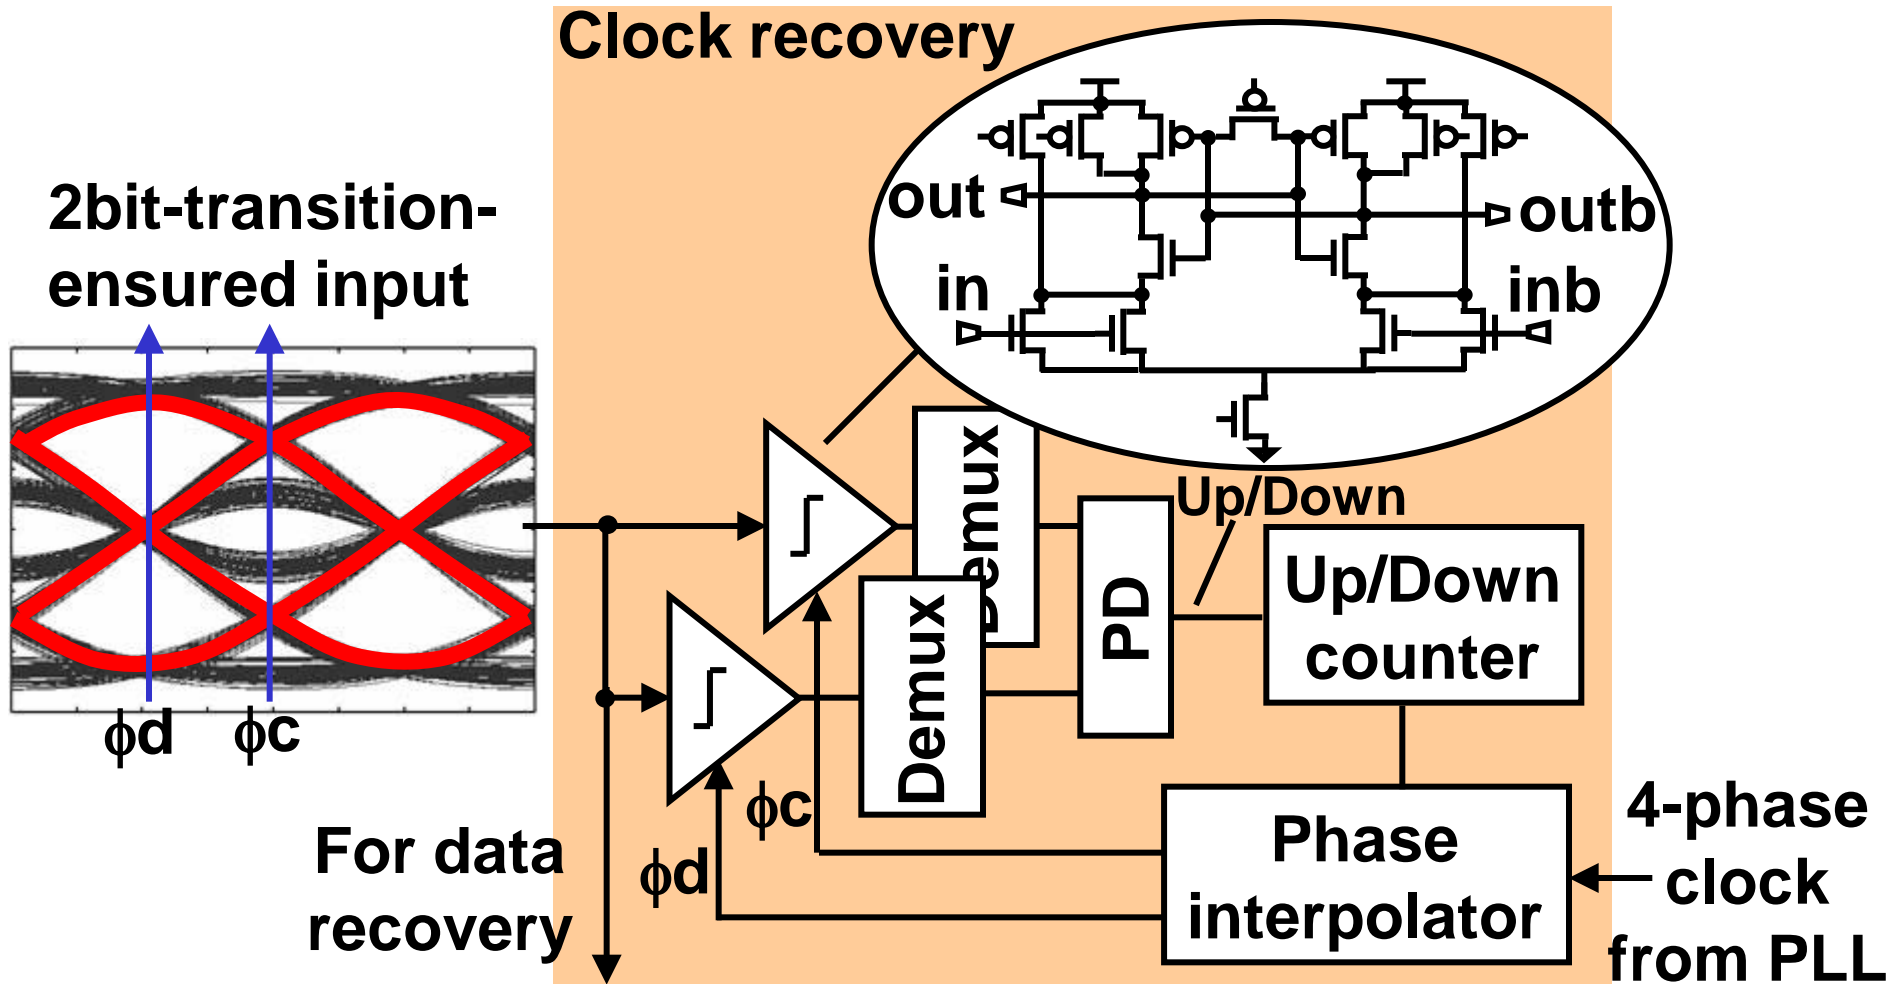 Clock recovery
out
outb
in
inb
2bit-transition-
ensured input
ϕd
ϕc
Demux
Demux
PD
Up/Down
Up/Down
counter
ϕc
ϕd
Phase
interpolator
4-phase
clock
from PLL
For data
recovery